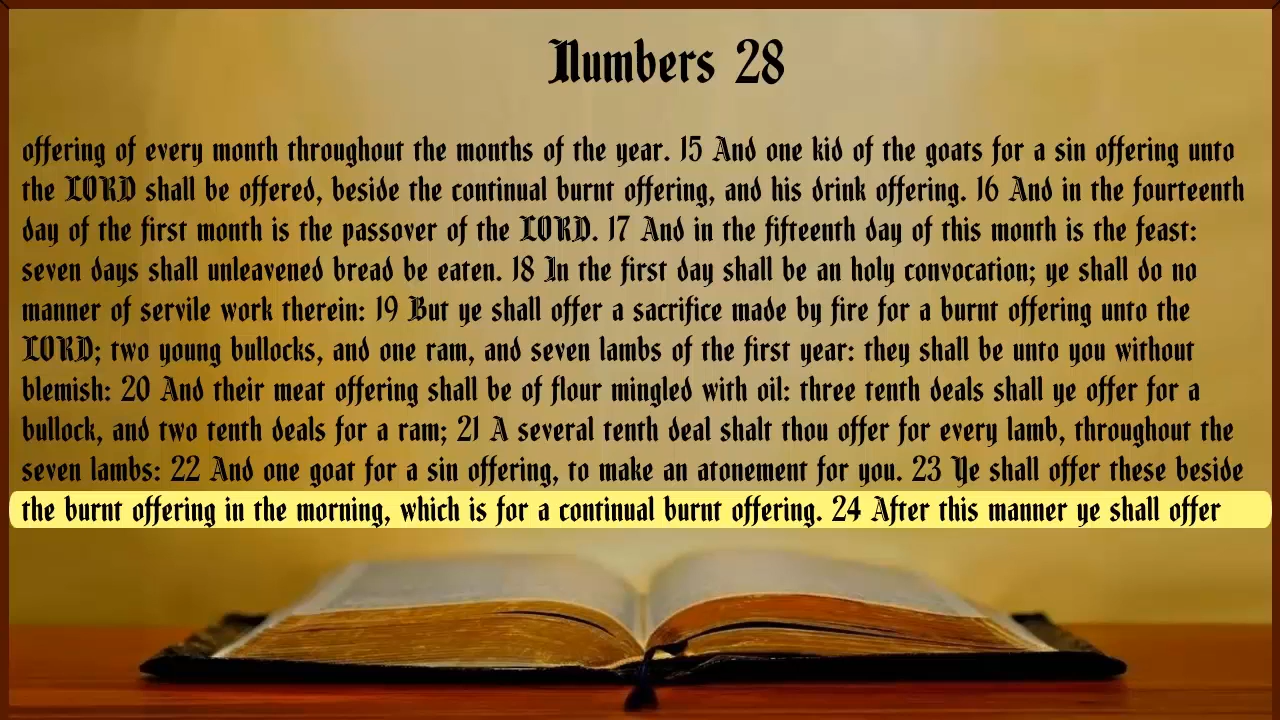 Numbers 28
offering of every month throughout the months of the year. 15 And one kid of the goats for a sin offering unto
the LORD shall be offered, beside the continual burnt offering, and his drink offering. 16 And in the fourteenth
day of the first month is the passover of the LORD. 17 And in the fifteenth day of this month is the feast:
seven days shall unleavened bread be eaten. 18 In the first day shall be an holy convocation; ye shall do no
manner of servile work therein: 19 But ye shall offer a sacrifice made by fire for a burnt offering unto the
LORD; two young bullocks, and one ram, and seven lambs of the first year: they shall be unto you without
blemish: 20 And their meat offering shall be of flour mingled with oil: three tenth deals shall ye offer for a
bullock, and two tenth deals for a ram; 21 A several tenth deal shalt thou offer for every lamb, throughout the
seven lambs: 22 And one goat for a sin offering, to make an atonement for you. 23 Ye shall offer these beside
the burnt offering in the morning, which is for a continual burnt offering. 24 After this manner ye shall offer